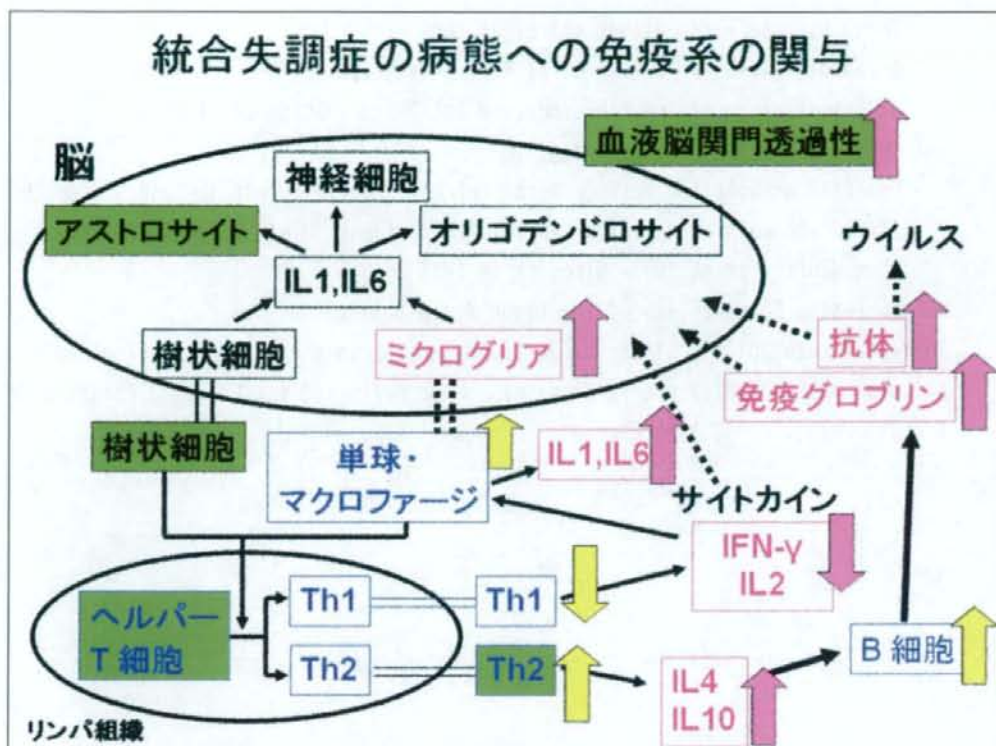 統合失調症の病態への免疫系の関与
血液脳関門透過性
脳
神経細胞
アストロサイト
オリゴデンドロサイト
ウイルス
IL1,IL6
樹状細胞
ミクログリア
抗体
免疫グロブリン
樹状細胞
単球・
マクロファージ
IL1,IL6
サイトカイン
IFN-γ
IL2
ヘルパー
T 細胞
Th1
Th1
Th2
Th2
IL4
IL10
B 細胞
リンパ組織